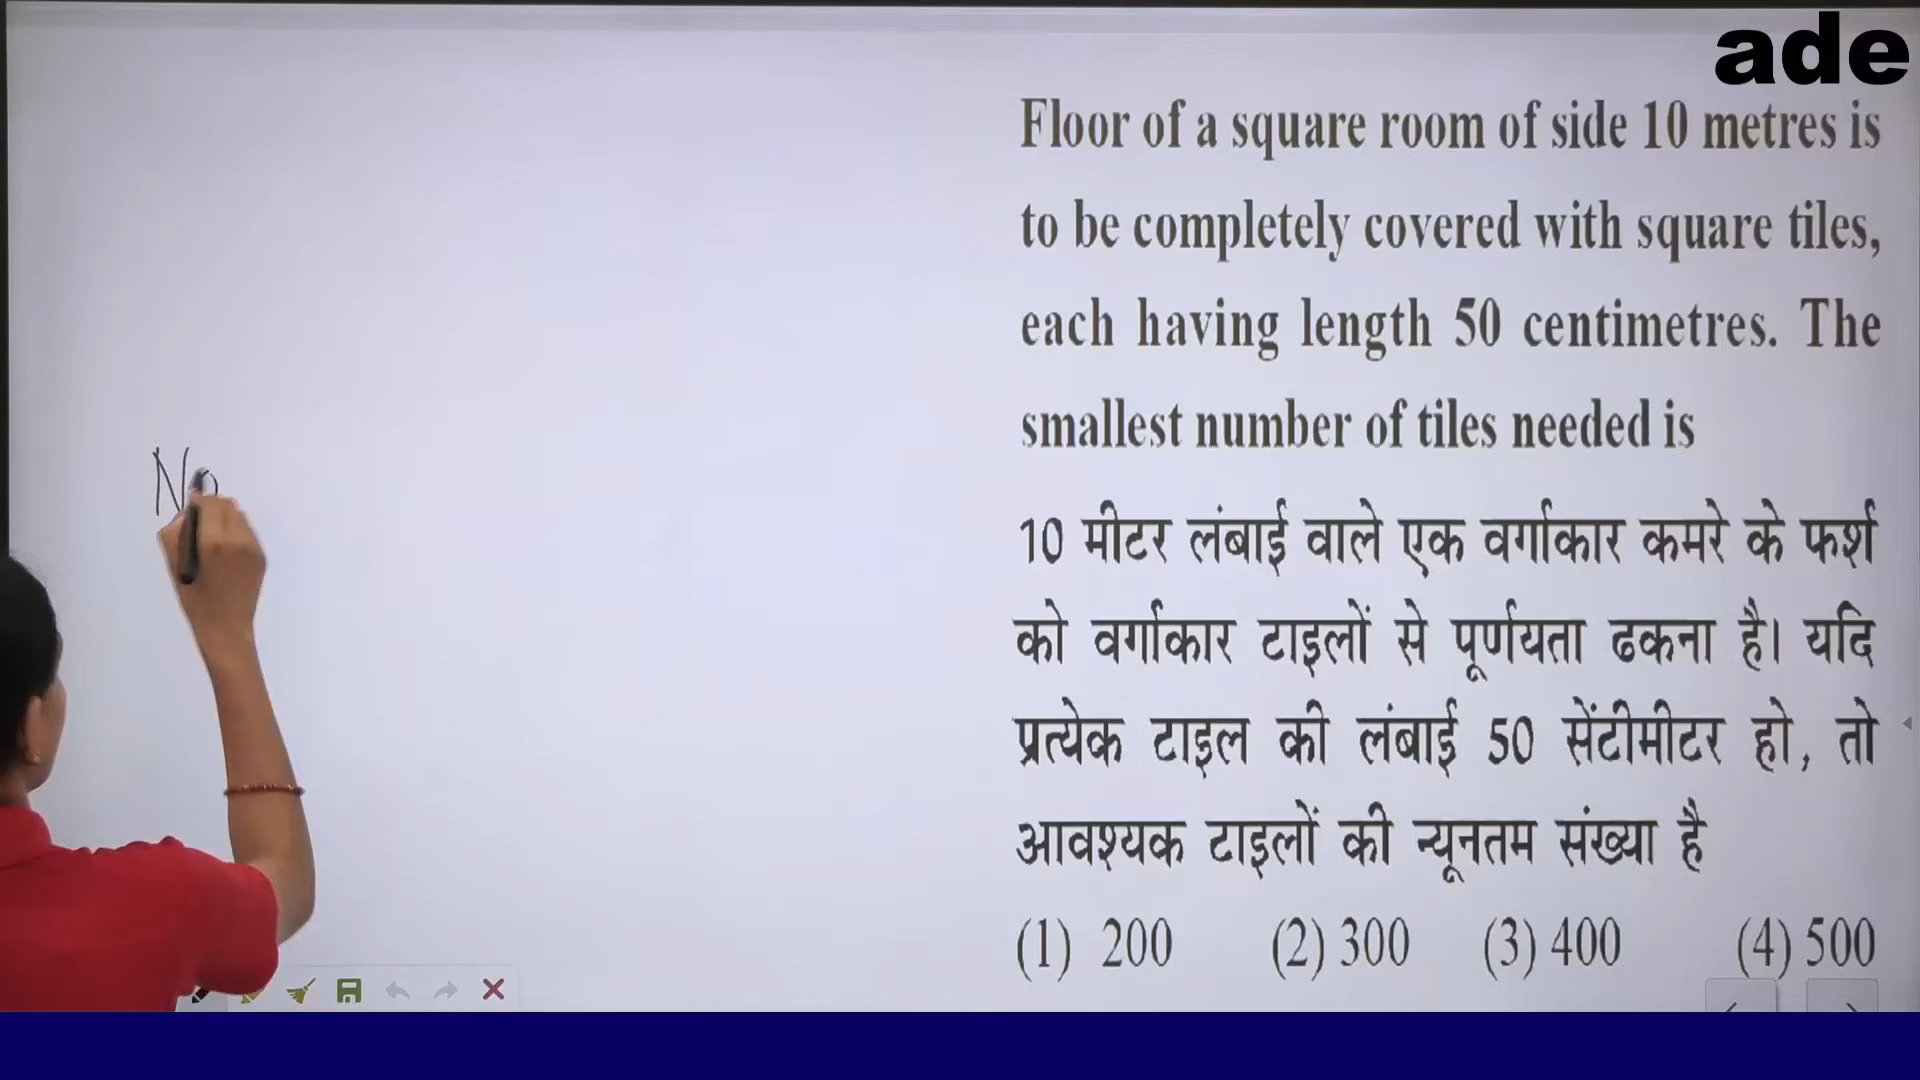 ade
Floor of a square room of side 10 metres is
to be completely covered with square tiles,
each having length 50 centimetres. The
smallest number of tiles needed is
10 मीटर लंबाई वाले एक वर्गाकार कमरे के फर्श
को वर्गाकार टाइलों से पूर्णयता ढकना है। यदि
प्रत्येक टाइल की लंबाई 50 सेंटीमीटर हो, तो
आवश्यक टाइलों की न्यूनतम संख्या है
(1) 200 (2) 300 (3) 400 (4) 500
No